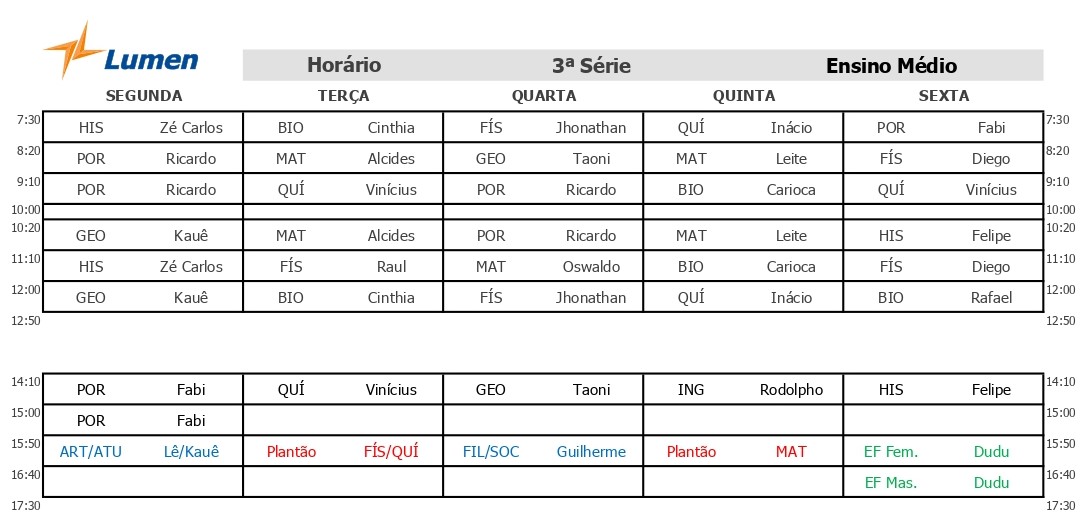 Lumen
Horário 3ª Série Ensino Médio
SEGUNDA TERÇA QUARTA QUINTA SEXTA
7:30 7:30
HIS Zé Carlos BIO Cinthia FÍS Jhonathan QUÍ Inácio POR Fabi
8:20 8:20
POR Ricardo MAT Alcides GEO Taoni MAT Leite FÍS Diego
9:10 9:10
POR Ricardo QUÍ Vinícius POR Ricardo BIO Carioca QUÍ Vinícius
10:00 10:00
10:20 10:20
GEO Kauê MAT Alcides POR Ricardo MAT Leite HIS Felipe
11:10 11:10
HIS Zé Carlos FÍS Raul MAT Oswaldo BIO Carioca FÍS Diego
12:00 12:00
GEO Kauê BIO Cinthia FÍS Jhonathan QUÍ Inácio BIO Rafael
12:50 12:50
14:10 14:10
POR Fabi QUÍ Vinícius GEO Taoni ING Rodolpho HIS Felipe
15:00 15:00
POR Fabi
15:50 15:50
ART/ATU Lê/Kauê Plantão FÍS/QUÍ FIL/SOC Guilherme Plantão MAT EF Fem. Dudu
16:40 16:40
EF Mas. Dudu
17:30 17:30